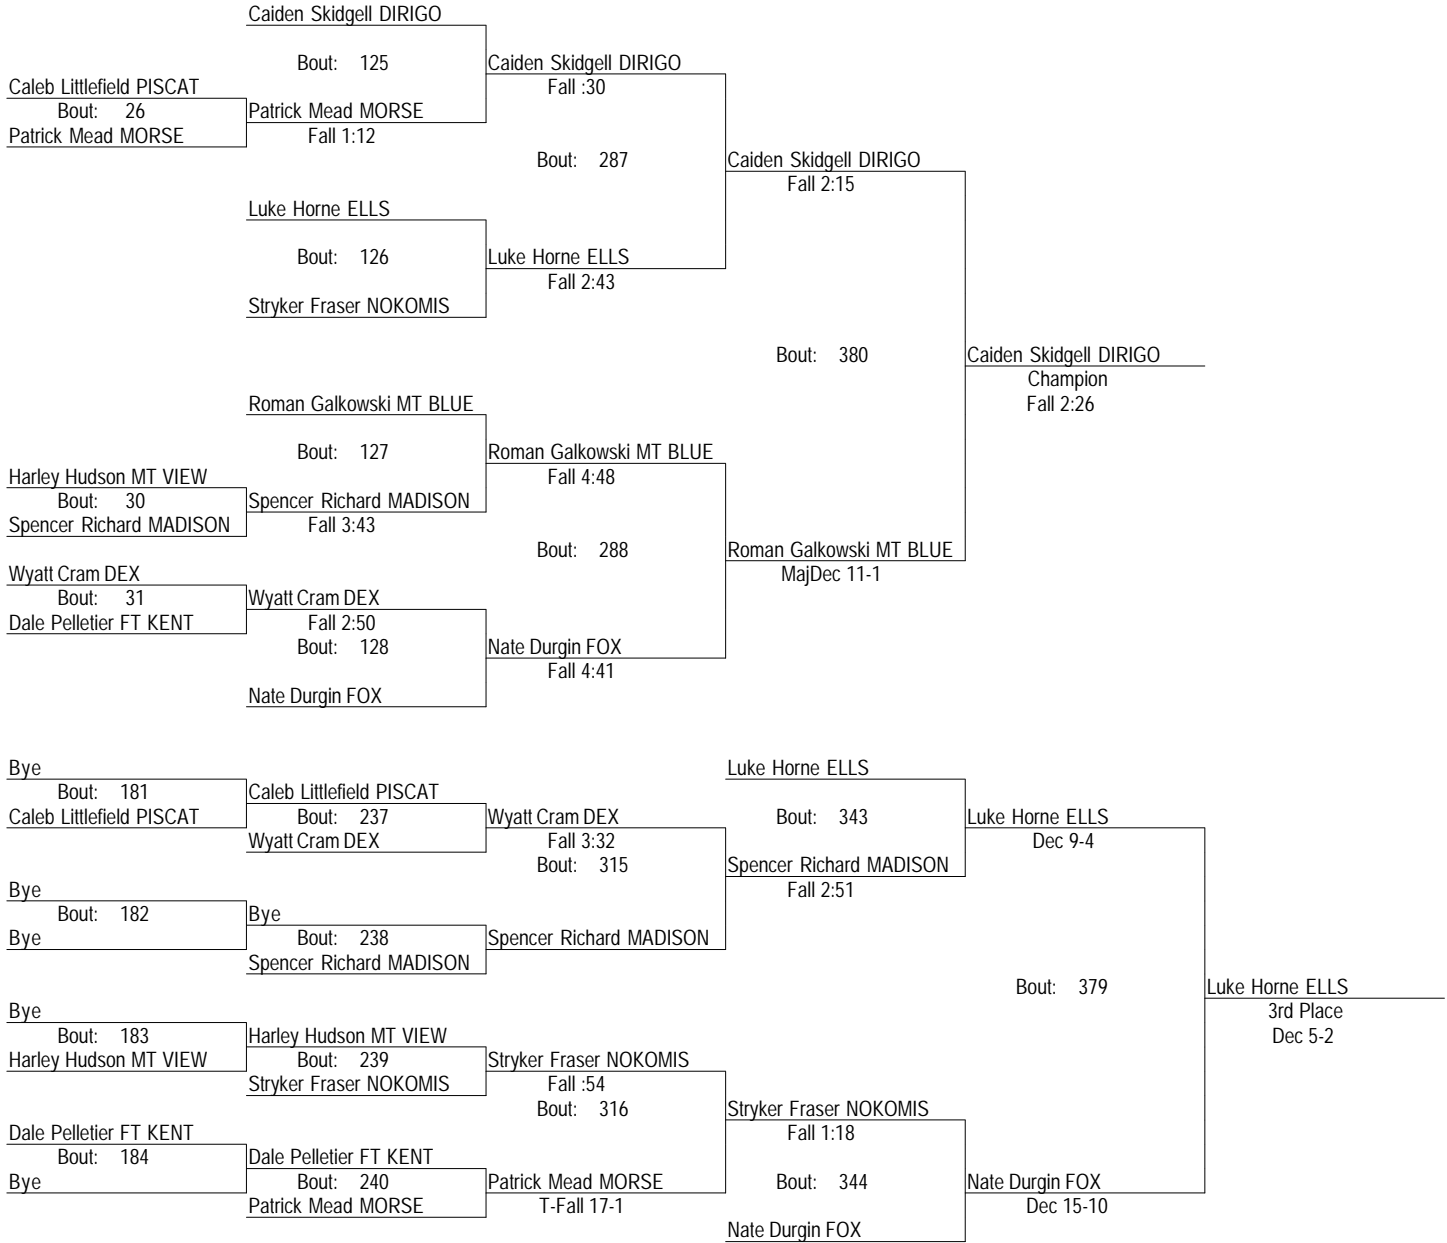 Caiden Skidgell DIRIGO
Bout: 125
Caiden Skidgell DIRIGO
Caleb Littlefield PISCAT
Fall :30
Bout: 26
Patrick Mead MORSE
Patrick Mead MORSE
Fall 1:12
Bout: 287
Caiden Skidgell DIRIGO
Fall 2:15
Luke Horne ELLS
Bout: 126
Luke Horne ELLS
Fall 2:43
Stryker Fraser NOKOMIS
Bout: 380
Caiden Skidgell DIRIGO
Champion
Fall 2:26
Roman Galkowski MT BLUE
Bout: 127
Roman Galkowski MT BLUE
Harley Hudson MT VIEW
Fall 4:48
Bout: 30
Spencer Richard MADISON
Spencer Richard MADISON
Fall 3:43
Bout: 288
Roman Galkowski MT BLUE
Wyatt Cram DEX
MajDec 11-1
Bout: 31
Wyatt Cram DEX
Dale Pelletier FT KENT
Fall 2:50
Bout: 128
Nate Durgin FOX
Fall 4:41
Nate Durgin FOX
Bye
Luke Horne ELLS
Bout: 181
Caleb Littlefield PISCAT
Caleb Littlefield PISCAT
Bout: 237
Wyatt Cram DEX
Bout: 343
Luke Horne ELLS
Wyatt Cram DEX
Fall 3:32
Dec 9-4
Bout: 315
Spencer Richard MADISON
Bye
Fall 2:51
Bout: 182
Bye
Bye
Bout: 238
Spencer Richard MADISON
Spencer Richard MADISON
Bout: 379
Luke Horne ELLS
Bye
3rd Place
Bout: 183
Harley Hudson MT VIEW
Dec 5-2
Harley Hudson MT VIEW
Bout: 239
Stryker Fraser NOKOMIS
Stryker Fraser NOKOMIS
Fall :54
Bout: 316
Stryker Fraser NOKOMIS
Dale Pelletier FT KENT
Fall 1:18
Bout: 184
Dale Pelletier FT KENT
Bye
Bout: 240
Patrick Mead MORSE
Bout: 344
Nate Durgin FOX
Patrick Mead MORSE
T-Fall 17-1
Dec 15-10
Nate Durgin FOX